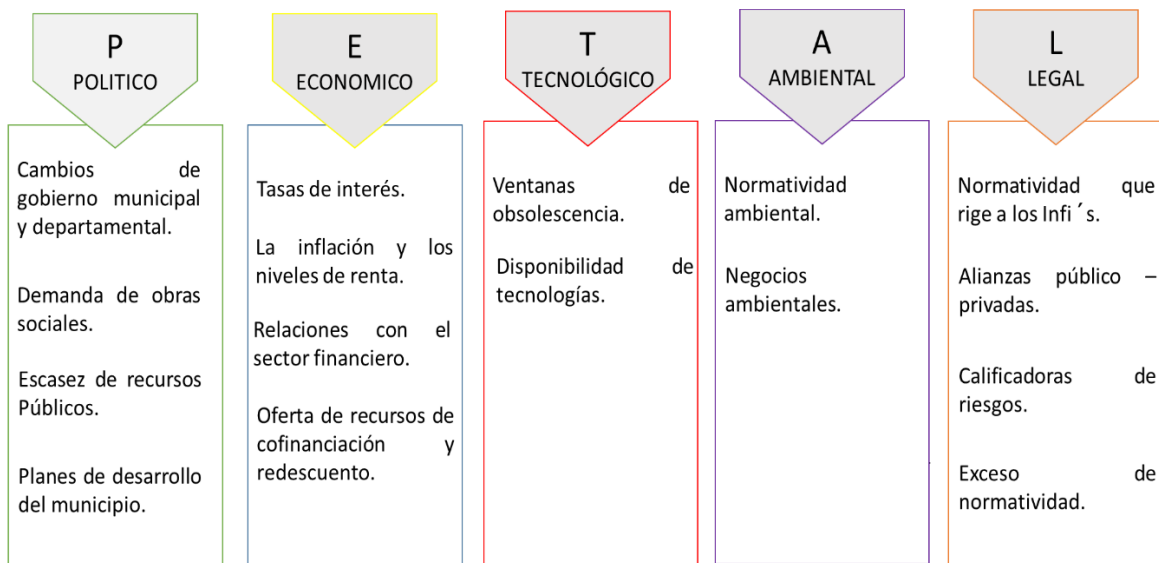 P
POLITICO
Cambios de
gobierno municipal
y departamental.
Demanda de obras
sociales.
Escasez de recursos
Públicos.
Planes de desarrollo
del municipio.
E
ECONOMICO
Tasas de interés.
La inflación y los
niveles de renta.
Relaciones con el
sector financiero.
Oferta de recursos de
cofinanciación y
redescuento.
T
TECNOLÓGICO
Ventanas de
obsolescencia.
Disponibilidad de
tecnologías.
A
AMBIENTAL
Normatividad
ambiental.
Negocios
ambientales.
L
LEGAL
Normatividad que
rige a los Infi´s.
Alianzas público –
privadas.
Calificadoras de
riesgos.
Exceso de
normatividad.